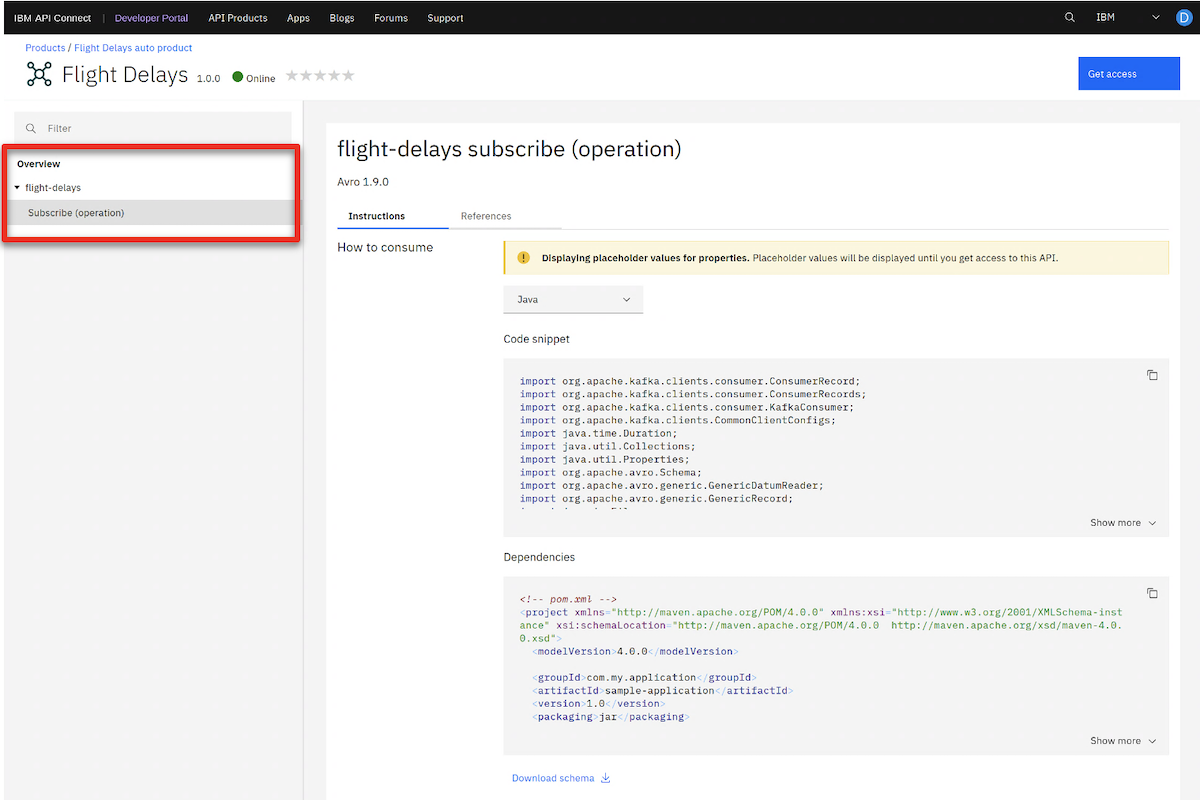 IBM API Connect | Developer Portal API Products Apps Blogs Forums Support IBM D
Products / Flight Delays auto product
Flight Delays 1.0.0 Online
Get access
Filter
Overview
flight-delays
Subscribe (operation)
flight-delays subscribe (operation)
Avro 1.9.0
Instructions References
How to consume
Displaying placeholder values for properties. Placeholder values will be displayed until you get access to this API.
Java
Code snippet
import org.apache.kafka.clients.consumer.ConsumerRecord;
import org.apache.kafka.clients.consumer.ConsumerRecords;
import org.apache.kafka.clients.consumer.KafkaConsumer;
import org.apache.kafka.clients.CommonClientConfigs;
import java.time.Duration;
import java.util.Collections;
import java.util.Properties;
import org.apache.avro.Schema;
import org.apache.avro.generic.GenericDatumReader;
import org.apache.avro.generic.GenericRecord;
Show more
Dependencies
<!-- pom.xml -->
<project xmlns="http://maven.apache.org/POM/4.0.0" xmlns:xsi="http://www.w3.org/2001/XMLSchema-inst
ance" xsi:schemaLocation="http://maven.apache.org/POM/4.0.0  http://maven.apache.org/xsd/maven-4.0.
0.xsd">
<modelVersion>4.0.0</modelVersion>
<groupId>com.my.application</groupId>
<artifactId>sample-application</artifactId>
<version>1.0</version>
<packaging>jar</packaging>
Show more
Download schema